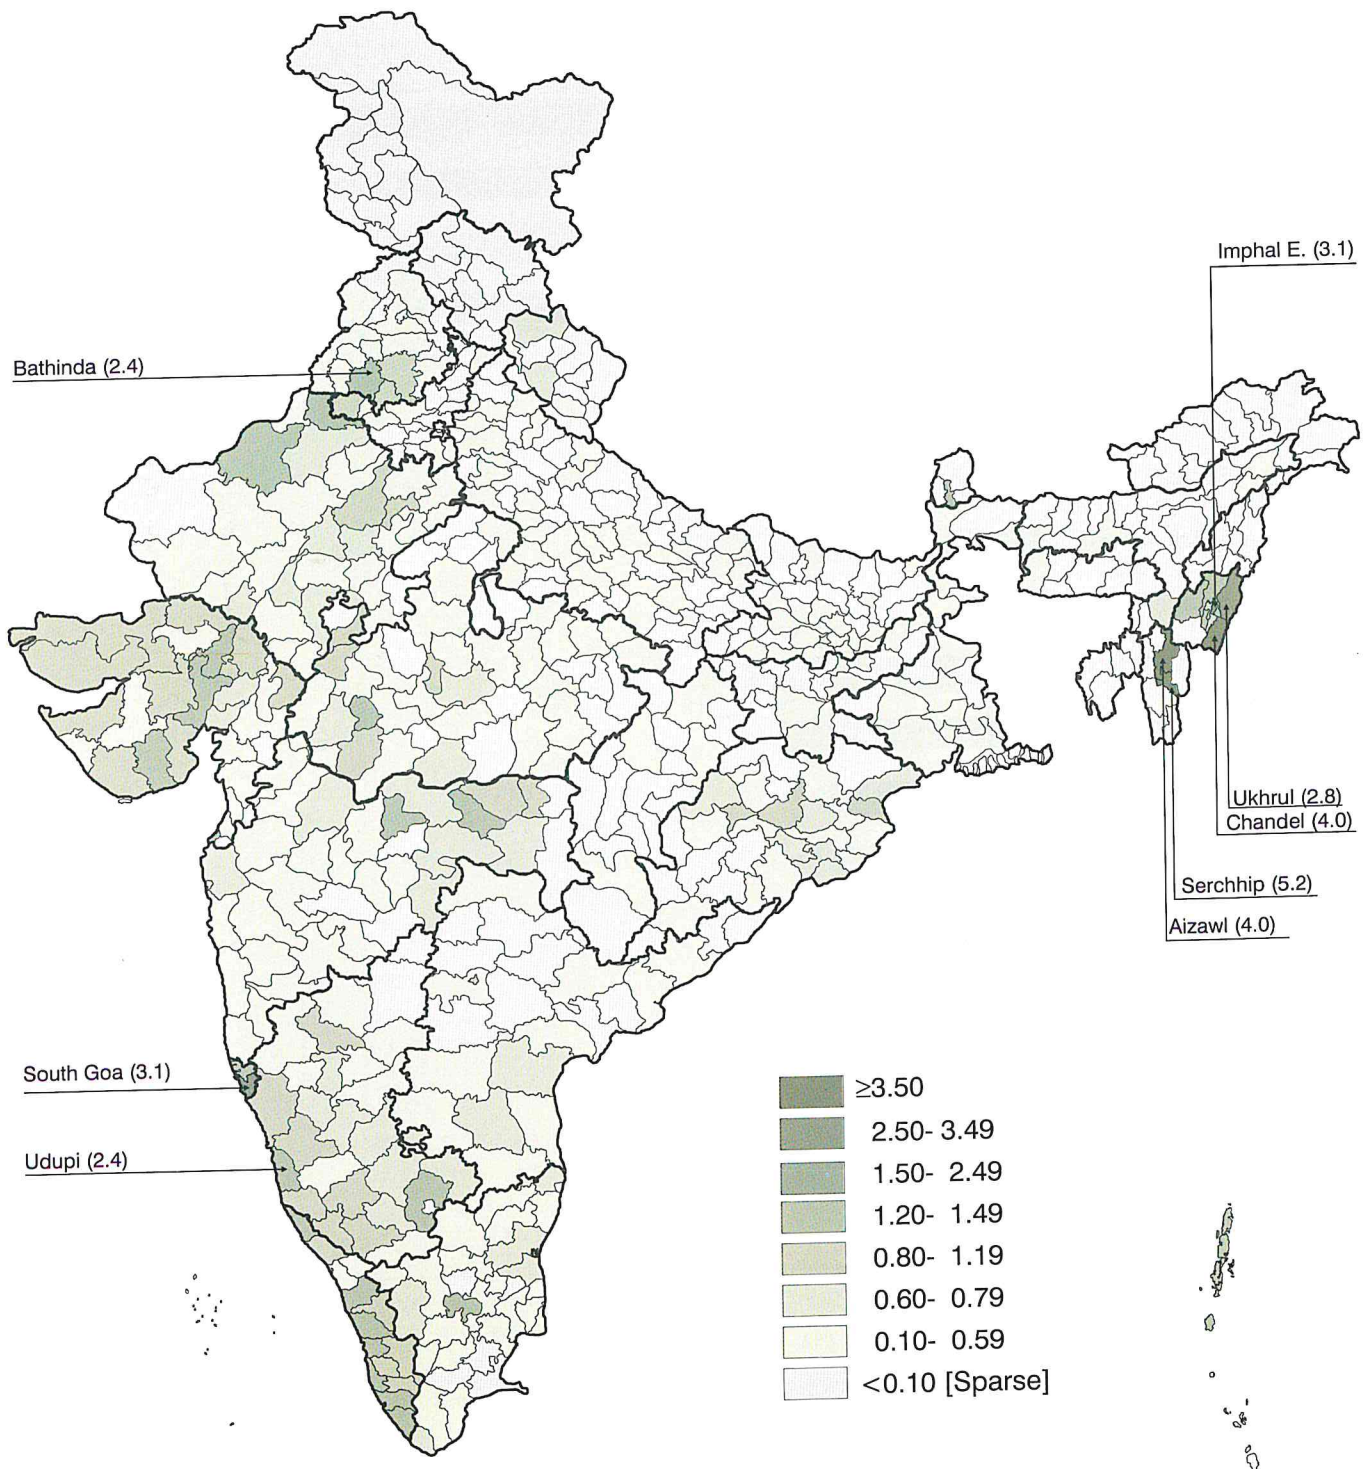 Imphal E. (3.1)
Bathinda (2.4)
Ukhrul (2.8)
Chandel (4.0)
Serchhip (5.2)
Aizawl (4.0)
South Goa (3.1)
Udupi (2.4)
≥3.50
2.50- 3.49
1.50- 2.49
1.20- 1.49
0.80- 1.19
0.60- 0.79
0.10- 0.59
<0.10 [Sparse]